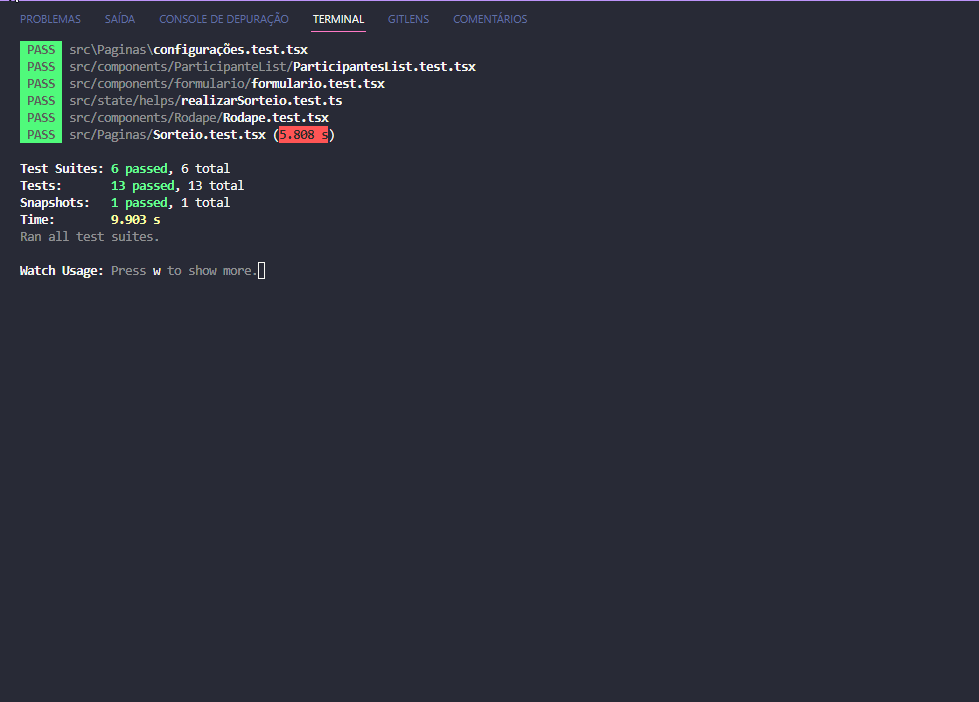 PROBLEMAS SAÍDA CONSOLE DE DEPURAÇÃO TERMINAL GITLENS COMENTÁRIOS
PASS src\Paginas\configurações.test.tsx
PASS src/components/ParticipanteList/ParticipantesList.test.tsx
PASS src/components/formulario/formulario.test.tsx
PASS src/state/helps/realizarSorteio.test.ts
PASS src/components/Rodape/Rodape.test.tsx
PASS src/Paginas/Sorteio.test.tsx (5.808 s)
Test Suites: 6 passed, 6 total
Tests: 13 passed, 13 total
Snapshots: 1 passed, 1 total
Time: 9.903 s
Ran all test suites.
Watch Usage: Press w to show more.